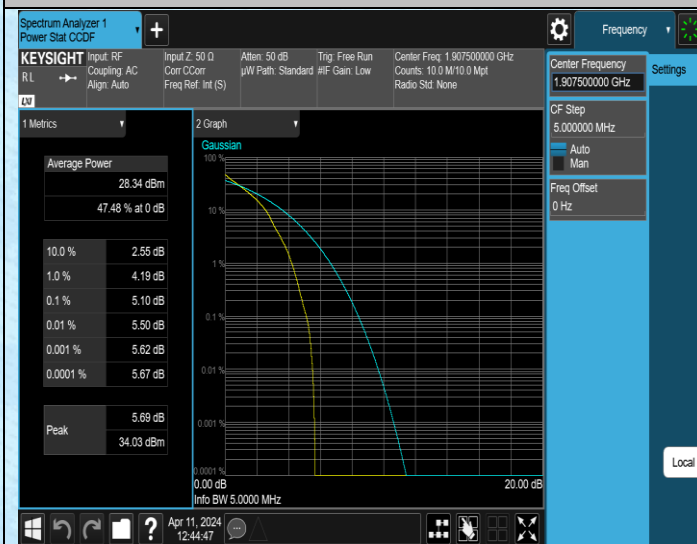 Spectrum Analyzer 1
Power Stat CCDF
Frequency
KEYSIGHT
RL
LXI
Input: RF
Coupling: AC
Align: Auto
Input Z: 50 Ω
Corr CCorr
Freq Ref: Int (S)
Atten: 50 dB
µW Path: Standard
Trig: Free Run
#IF Gain: Low
Center Freq: 1.907500000 GHz
Counts: 10.0 M/10.0 Mpt
Radio Std: None
Center Frequency
1.907500000 GHz
Settings
CF Step
5.000000 MHz
Auto
Man
Freq Offset
0 Hz
1 Metrics
Average Power
28.34 dBm
47.48 % at 0 dB
10.0 % 2.55 dB
1.0 % 4.19 dB
0.1 % 5.10 dB
0.01 % 5.50 dB
0.001 % 5.62 dB
0.0001 % 5.67 dB
Peak 5.69 dB
34.03 dBm
2 Graph
Gaussian
100 %
10 %
1 %
0.1 %
0.01 %
0.001 %
0.0001 %
0.00 dB 20.00 dB
Info BW 5.0000 MHz
Local
Apr 11, 2024
12:44:47